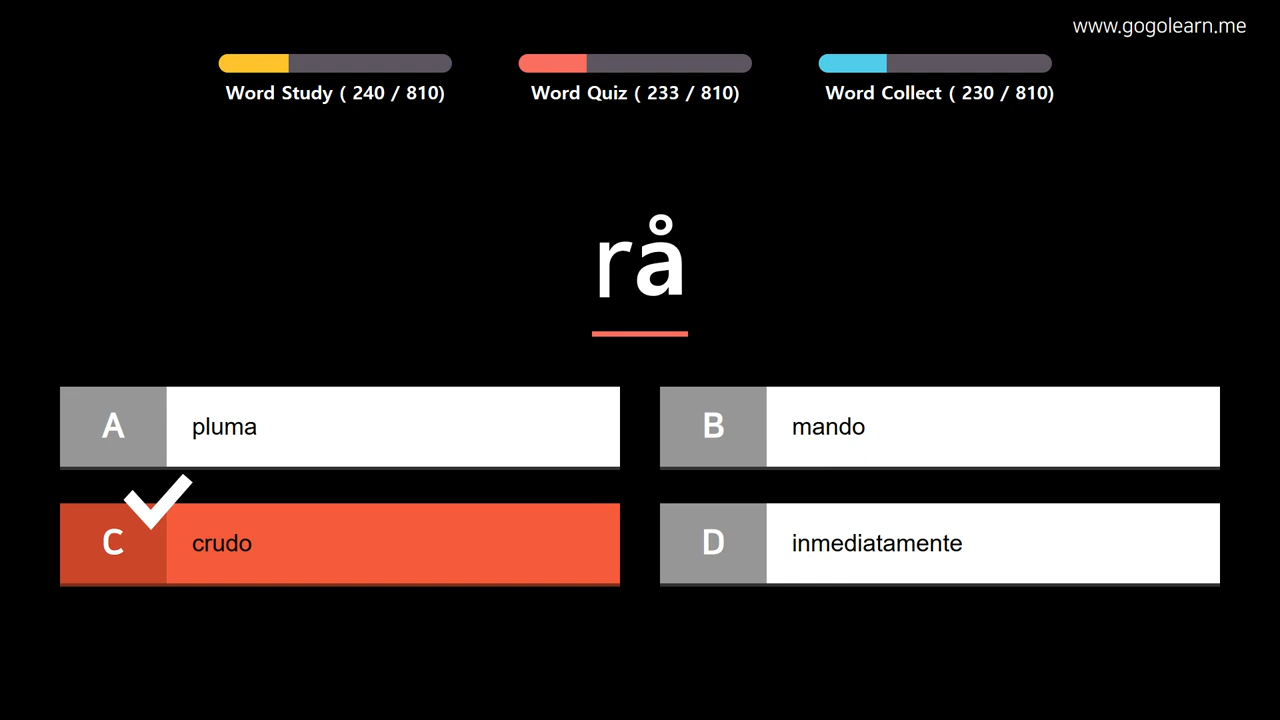 www.gogolearn.me
Word Study ( 240 / 810)
Word Quiz ( 233 / 810)
Word Collect ( 230 / 810)
rå
A pluma
B mando
C crudo
D inmediatamente